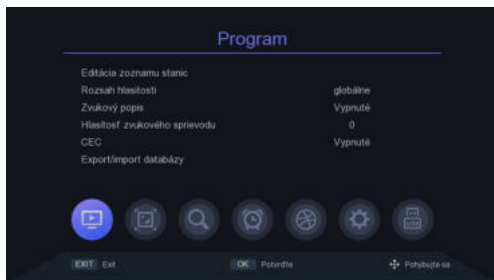 Program
Editácia zoznamu stanic
Rozsah hlasitosti globálne
Zvukový popis Vypnuté
Hlasitosť zvukového sprievodu 0
CEC Vypnuté
Export/import databázy
EXIT Exit OK Potvrďte Pohybujte sa